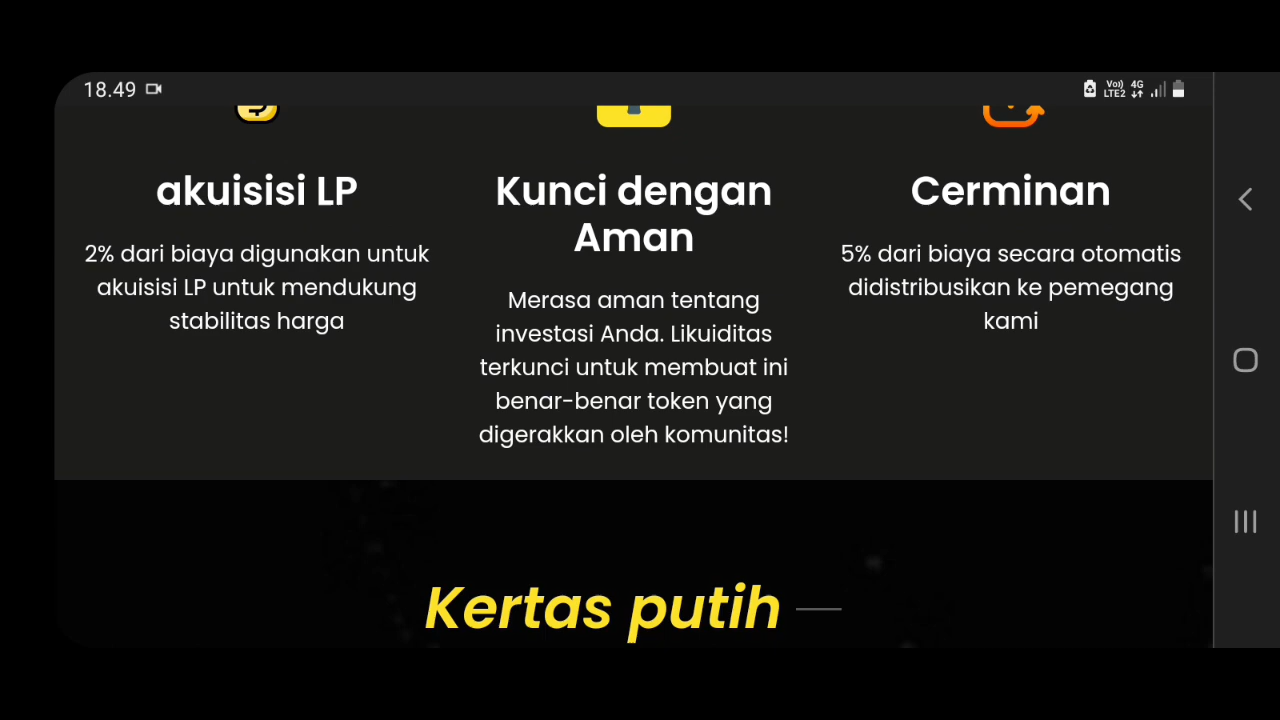 18.49
Vo)) 4G
LTE2
akuisisi LP
2% dari biaya digunakan untuk
akuisisi LP untuk mendukung
stabilitas harga
Kunci dengan
Aman
Merasa aman tentang
investasi Anda. Likuiditas
terkunci untuk membuat ini
benar-benar token yang
digerakkan oleh komunitas!
Cerminan
5% dari biaya secara otomatis
didistribusikan ke pemegang
kami
Kertas putih